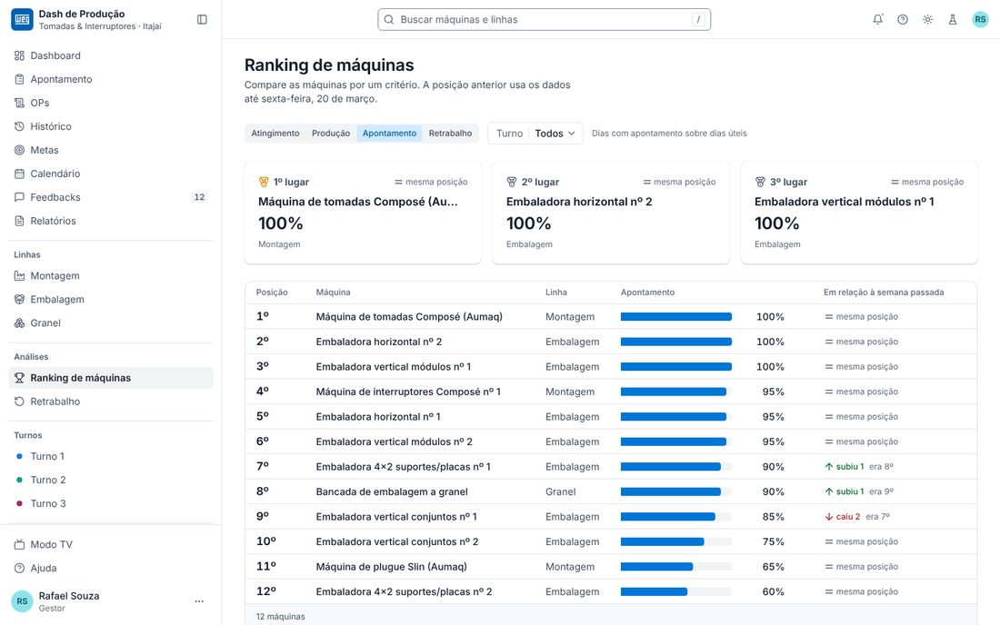 weg
Dash de Produção
Tomadas & Interruptores · Itajaí
Dashboard
Apontamento
OPs
Histórico
Metas
Calendário
Feedbacks 12
Relatórios
Linhas
Montagem
Embalagem
Granel
Análises
Ranking de máquinas
Retrabalho
Turnos
Turno 1
Turno 2
Turno 3
Modo TV
Ajuda
RS
Rafael Souza
Gestor
Buscar máquinas e linhas /
RS
Ranking de máquinas
Compare as máquinas por um critério. A posição anterior usa os dados
até sexta-feira, 20 de março.
Atingimento Produção Apontamento Retrabalho Turno Todos Dias com apontamento sobre dias úteis
1º lugar = mesma posição
Máquina de tomadas Composé (Au...
100%
Montagem
2º lugar = mesma posição
Embaladora horizontal nº 2
100%
Embalagem
3º lugar = mesma posição
Embaladora vertical módulos nº 1
100%
Embalagem
Posição Máquina Linha Apontamento Em relação à semana passada
1º Máquina de tomadas Composé (Aumaq) Montagem 100% = mesma posição
2º Embaladora horizontal nº 2 Embalagem 100% = mesma posição
3º Embaladora vertical módulos nº 1 Embalagem 100% = mesma posição
4º Máquina de interruptores Composé nº 1 Montagem 95% = mesma posição
5º Embaladora horizontal nº 1 Embalagem 95% = mesma posição
6º Embaladora vertical módulos nº 2 Embalagem 95% = mesma posição
7º Embaladora 4×2 suportes/placas nº 1 Embalagem 90% ↑ subiu 1 era 8º
8º Bancada de embalagem a granel Granel 90% ↑ subiu 1 era 9º
9º Embaladora vertical conjuntos nº 1 Embalagem 85% ↓ caiu 2 era 7º
10º Embaladora vertical conjuntos nº 2 Embalagem 75% = mesma posição
11º Máquina de plugue Slin (Aumaq) Montagem 65% = mesma posição
12º Embaladora 4×2 suportes/placas nº 2 Embalagem 60% = mesma posição
12 máquinas